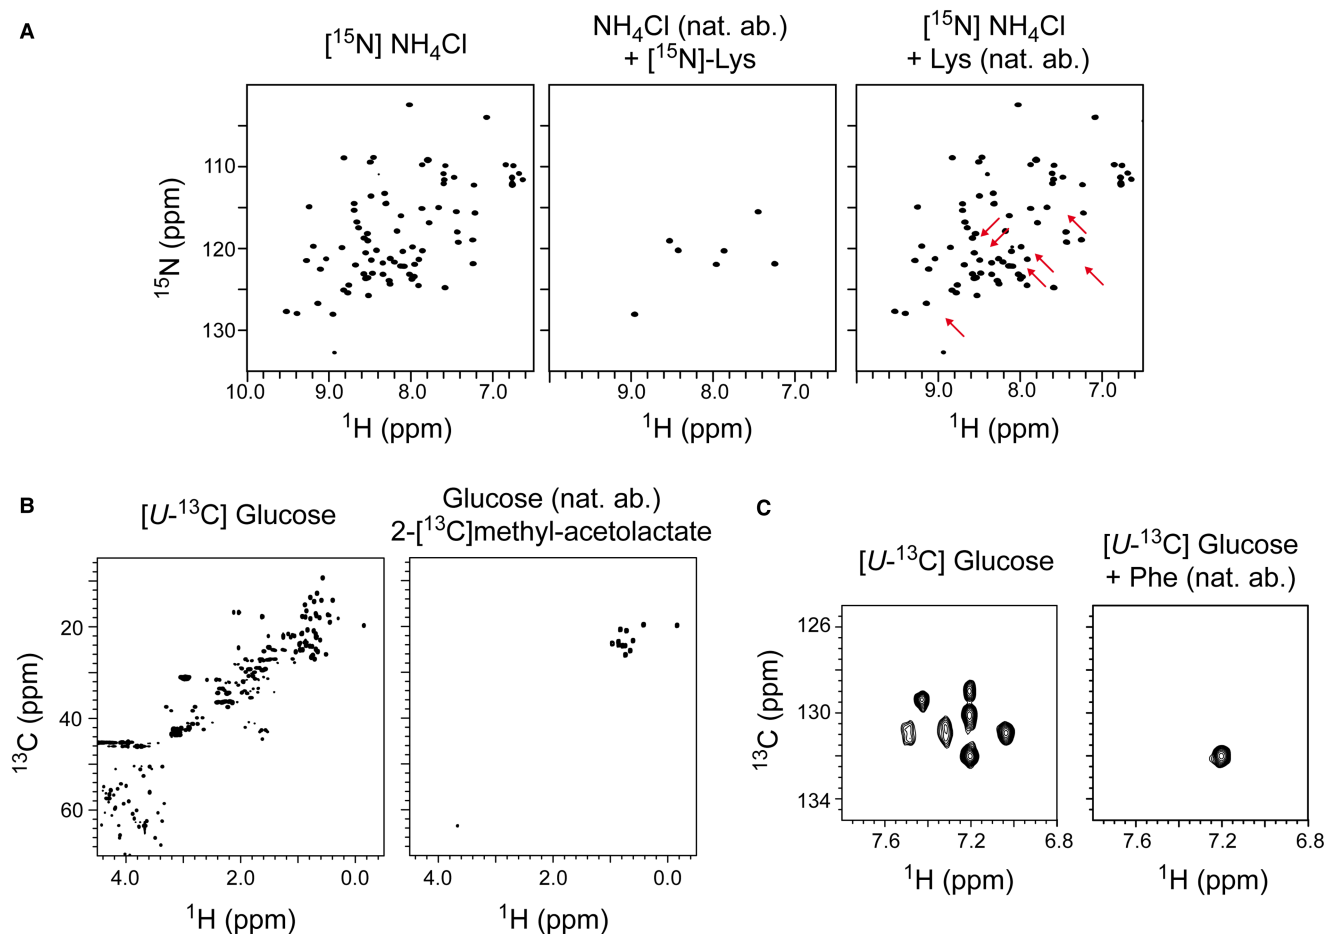 A
[¹⁵N] NH₄Cl
NH₄Cl (nat. ab.)
+ [¹⁵N]-Lys
[¹⁵N] NH₄Cl
+ Lys (nat. ab.)
¹⁵N (ppm)
110
120
130
10.0 9.0 8.0 7.0
9.0 8.0 7.0
9.0 8.0 7.0
¹H (ppm)
¹H (ppm)
¹H (ppm)
B
[U-¹³C] Glucose
Glucose (nat. ab.)
2-[¹³C]methyl-acetolactate
¹³C (ppm)
20
40
60
4.0 2.0 0.0
4.0 2.0 0.0
¹H (ppm)
¹H (ppm)
C
[U-¹³C] Glucose
[U-¹³C] Glucose
+ Phe (nat. ab.)
¹³C (ppm)
126
130
134
7.6 7.2 6.8
7.6 7.2 6.8
¹H (ppm)
¹H (ppm)